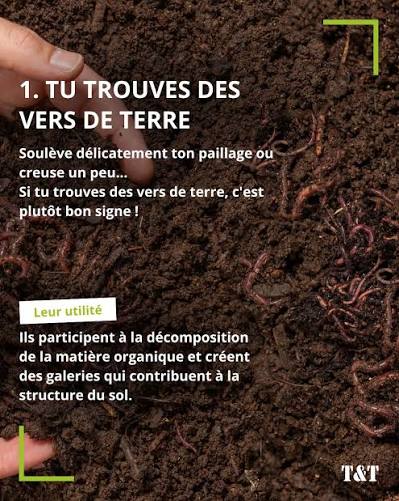 1. TU TROUVES DES
VERS DE TERRE
Soulève délicatement ton paillage ou
creuse un peu...
Si tu trouves des vers de terre, c'est
plutôt bon signe !
Leur utilité
Ils participent à la décomposition
de la matière organique et créent
des galeries qui contribuent à la
structure du sol.
T&T